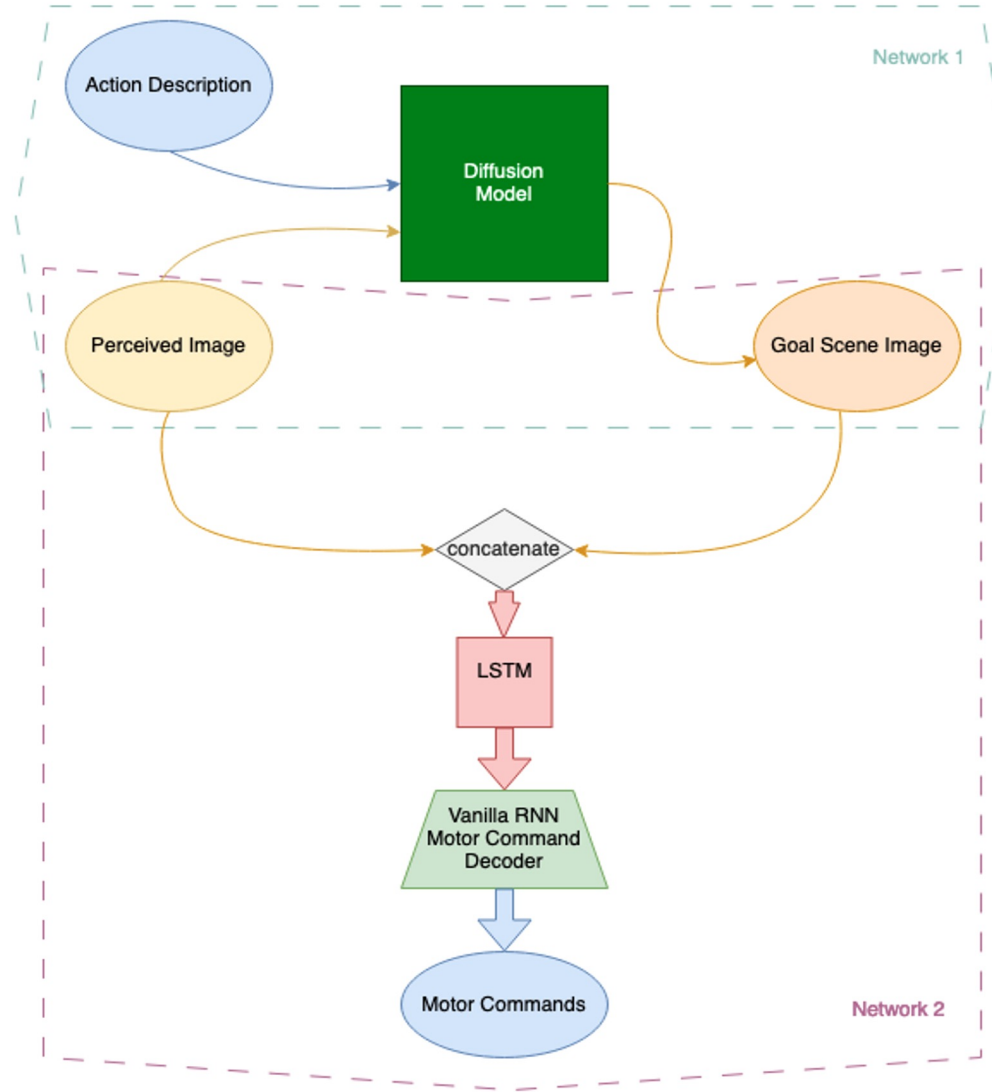 Network 1
Action Description
Diffusion
Model
Perceived Image
Goal Scene Image
concatenate
LSTM
Vanilla RNN
Motor Command
Decoder
Motor Commands
Network 2